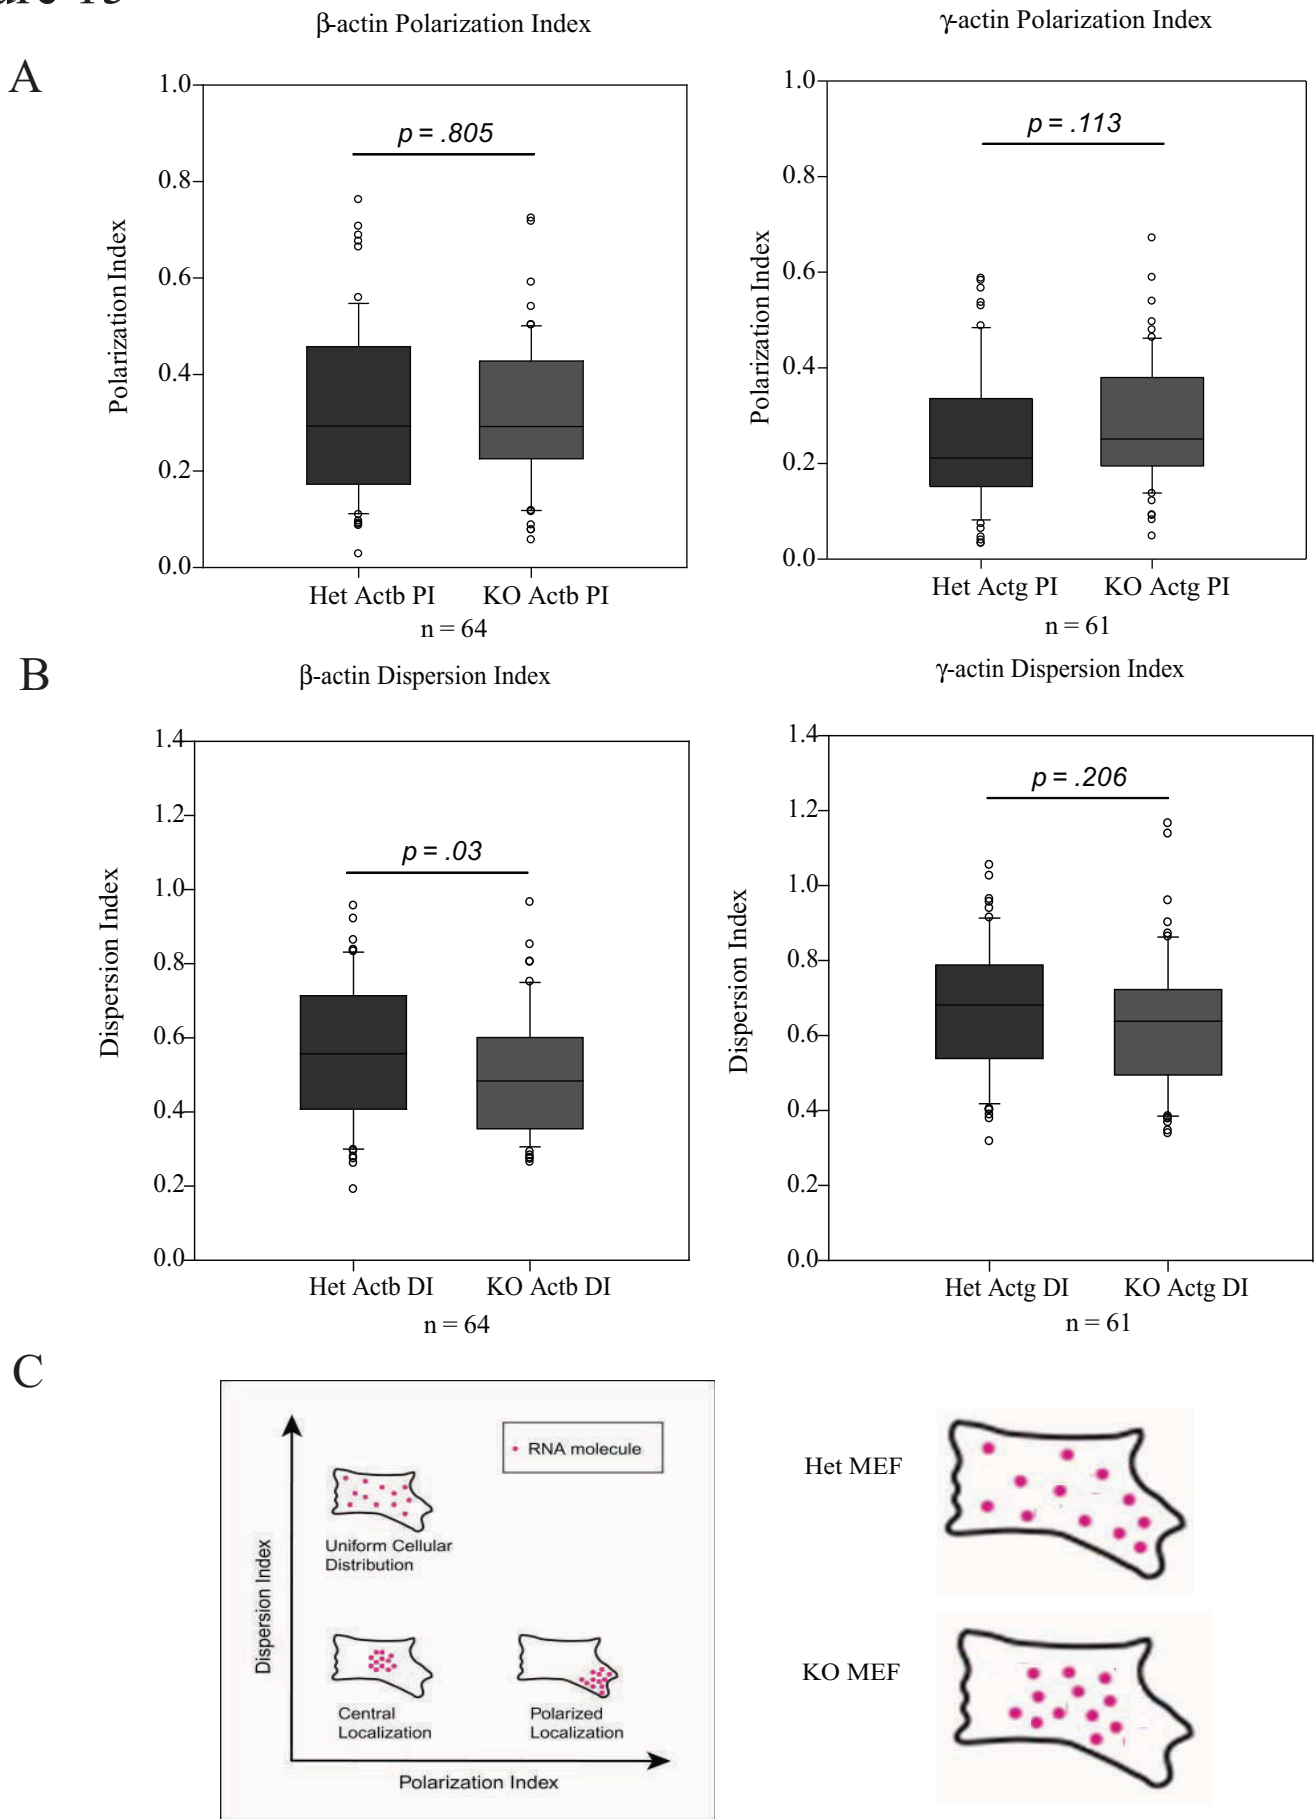 β-actin Polarization Index
γ-actin Polarization Index
A
1.0
0.8
0.6
0.4
0.2
0.0
Polarization Index
p = .805
Het Actb PI
KO Actb PI
n = 64
1.0
0.8
0.6
0.4
0.2
0.0
Polarization Index
p = .113
Het Actg PI
KO Actg PI
n = 61
B
β-actin Dispersion Index
γ-actin Dispersion Index
1.4
1.2
1.0
0.8
0.6
0.4
0.2
0.0
Dispersion Index
p = .03
Het Actb DI
KO Actb DI
n = 64
1.4
1.2
1.0
0.8
0.6
0.4
0.2
0.0
Dispersion Index
p = .206
Het Actg DI
KO Actg DI
n = 61
C
RNA molecule
Dispersion Index
Uniform Cellular
Distribution
Central
Localization
Polarized
Localization
Polarization Index
Het MEF
KO MEF